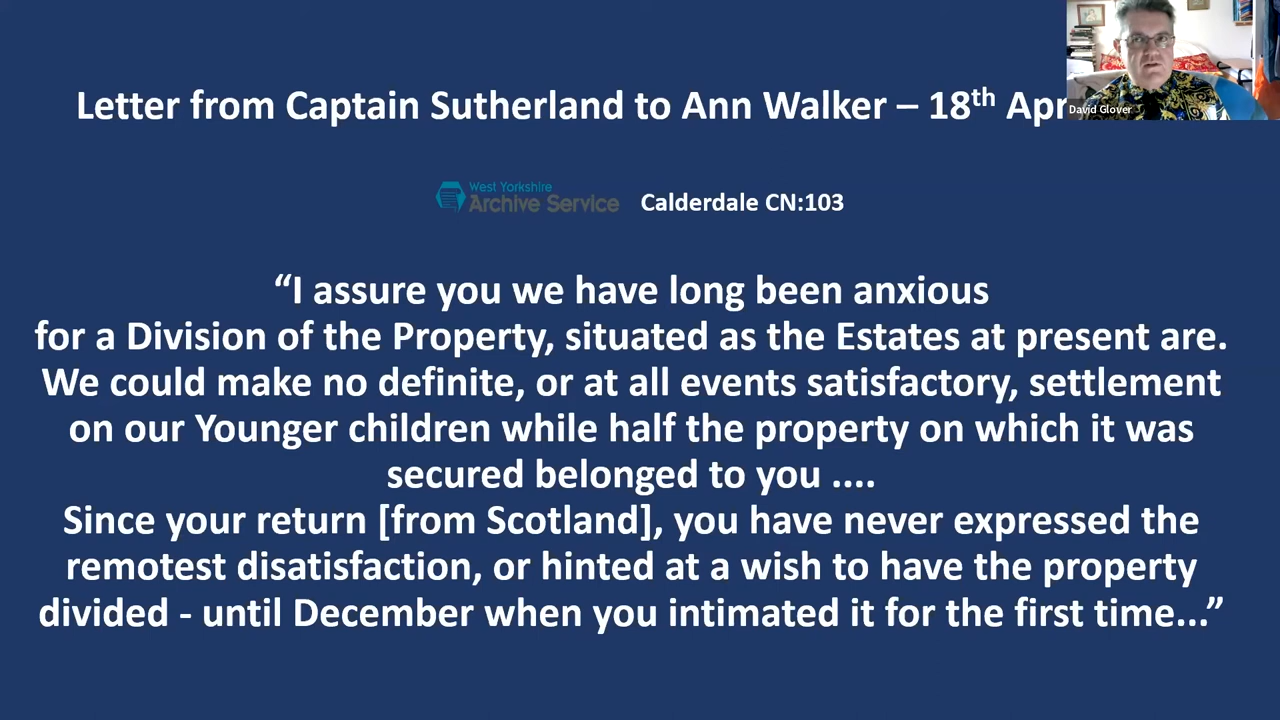 Letter from Captain Sutherland to Ann Walker – 18th Apr
David Glover
West Yorkshire
Archive Service
Calderdale CN:103
“I assure you we have long been anxious
for a Division of the Property, situated as the Estates at present are.
We could make no definite, or at all events satisfactory, settlement
on our Younger children while half the property on which it was
secured belonged to you ....
Since your return [from Scotland], you have never expressed the
remotest disatisfaction, or hinted at a wish to have the property
divided - until December when you intimated it for the first time...”